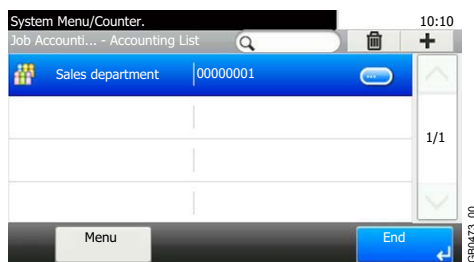 System Menu/Counter. 10:10
Job Accounti... - Accounting List
Sales department 00000001
1/1
Menu End
GB0473_00